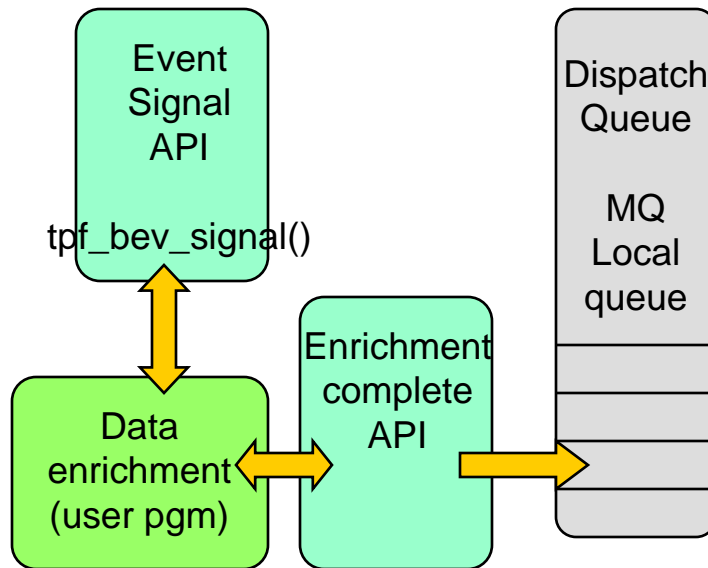 Event
Signal
API
tpf_bev_signal()
Data
enrichment
(user pgm)
Enrichment
complete
API
Dispatch
Queue
MQ
Local
queue